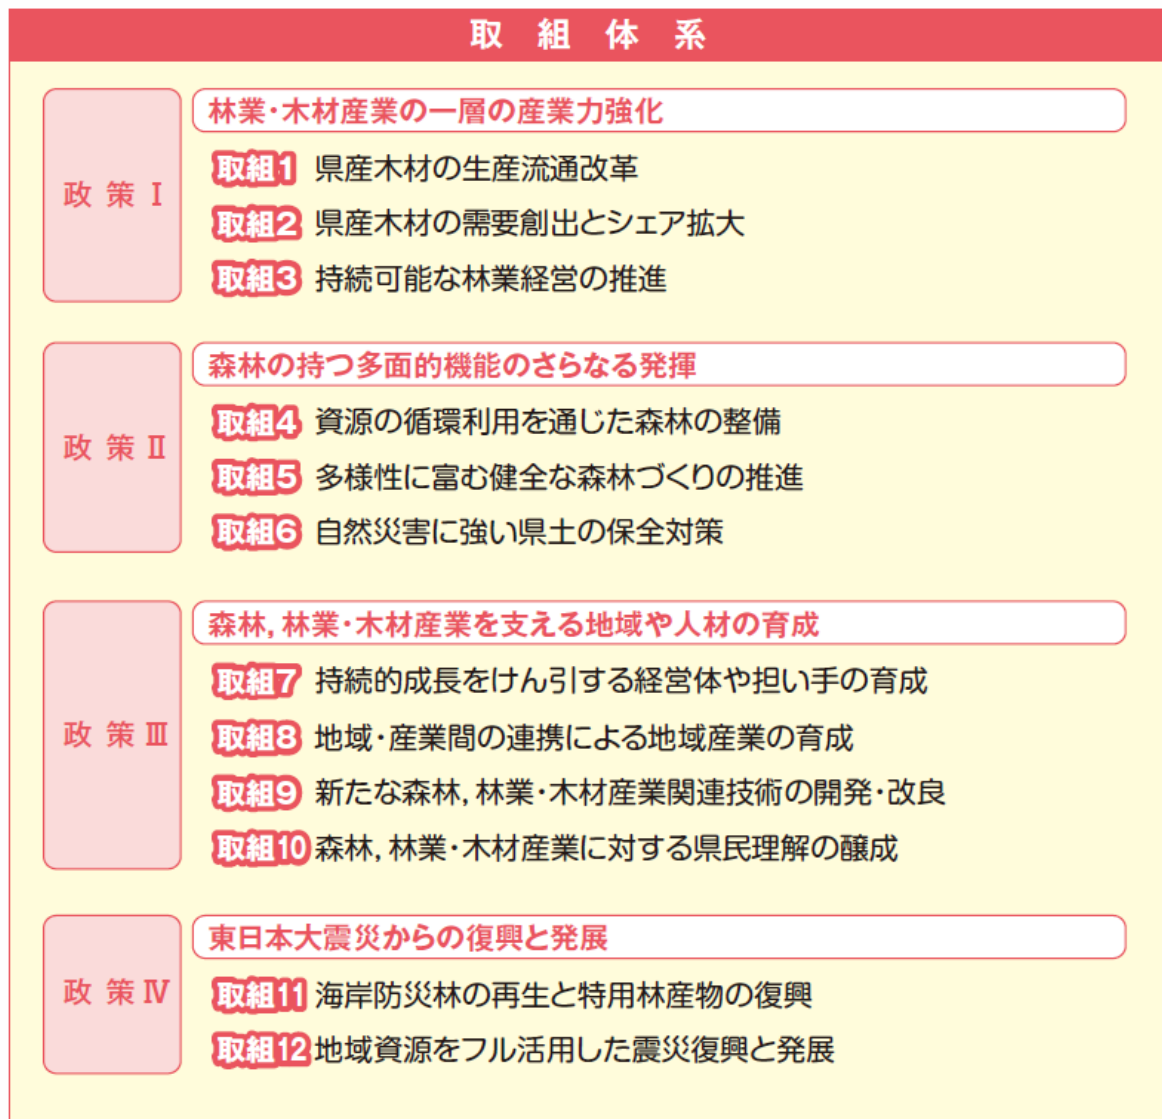 取組体系
政策Ⅰ
林業・木材産業の一層の産業力強化
取組1 県産木材の生産流通改革
取組2 県産木材の需要創出とシェア拡大
取組3 持続可能な林業経営の推進
政策Ⅱ
森林の持つ多面的機能のさらなる発揮
取組4 資源の循環利用を通じた森林の整備
取組5 多様性に富む健全な森林づくりの推進
取組6 自然災害に強い県土の保全対策
政策Ⅲ
森林,林業・木材産業を支える地域や人材の育成
取組7 持続的成長をけん引する経営体や担い手の育成
取組8 地域・産業間の連携による地域産業の育成
取組9 新たな森林,林業・木材産業関連技術の開発・改良
取組10 森林,林業・木材産業に対する県民理解の醸成
政策Ⅳ
東日本大震災からの復興と発展
取組11 海岸防災林の再生と特用林産物の復興
取組12 地域資源をフル活用した震災復興と発展